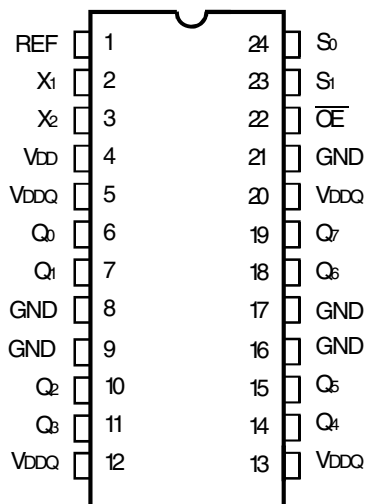 REF 1 24 S0
X1 2 23 S1
X2 3 22 OE
VDD 4 21 GND
VDDQ 5 20 VDDQ
Q0 6 19 Q7
Q1 7 18 Q6
GND 8 17 GND
GND 9 16 GND
Q2 10 15 Q5
Q3 11 14 Q4
VDDQ 12 13 VDDQ